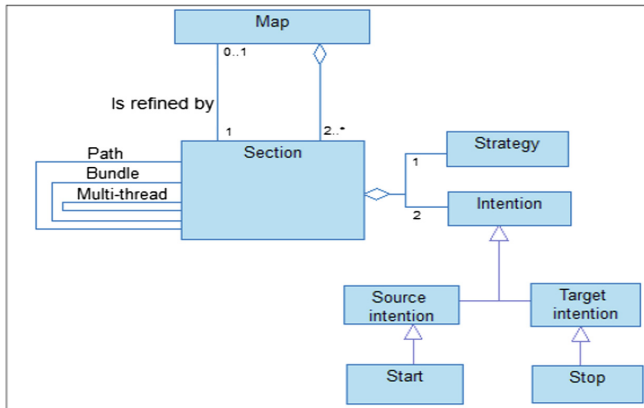 Map
0..1
Is refined by
1
2..*
Section
Path
Bundle
Multi-thread
Strategy
1
Intention
2
Source
intention
Target
intention
Start
Stop